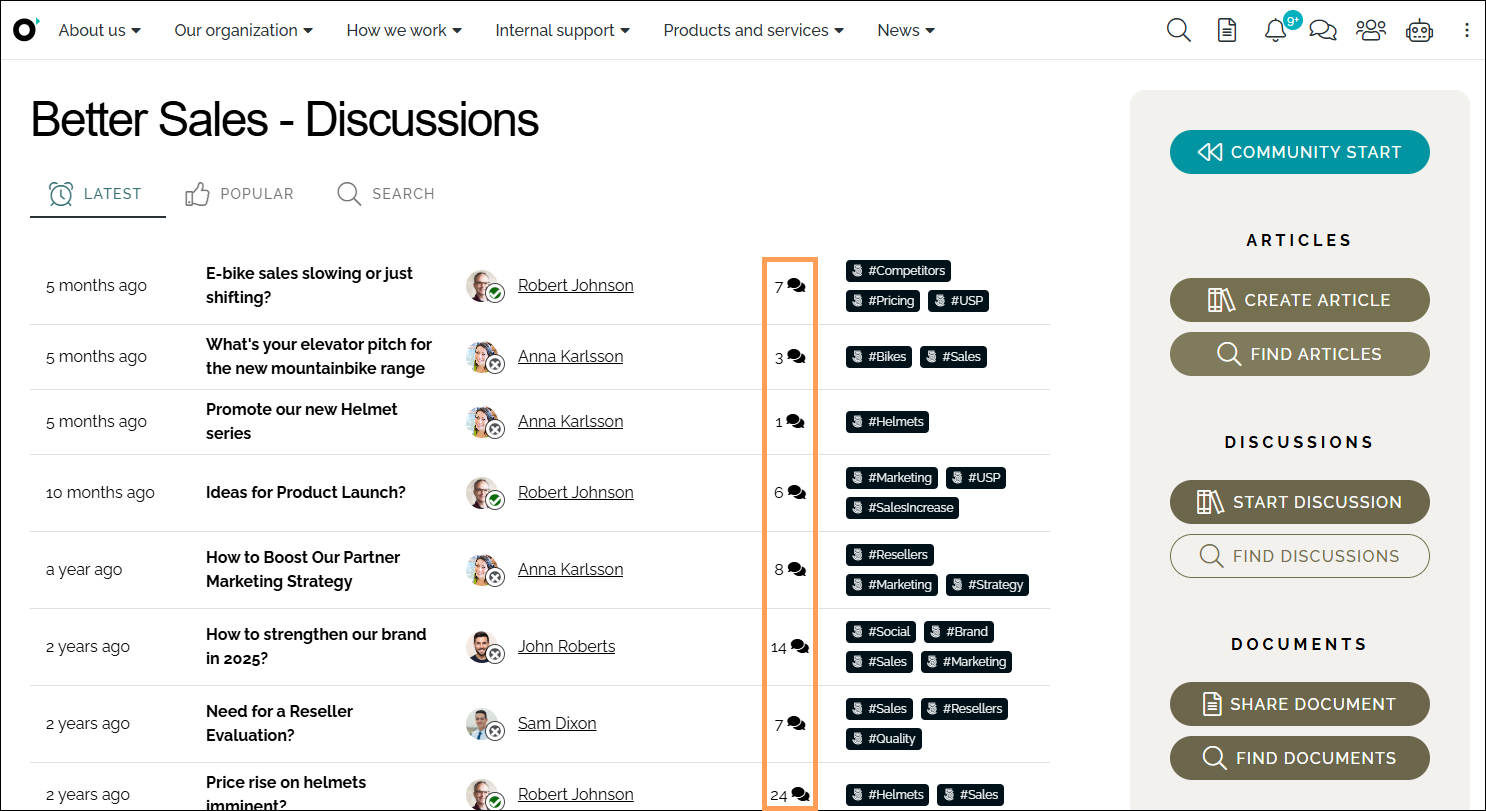 About us
Our organization
How we work
Internal support
Products and services
News
9+
Better Sales - Discussions
LATEST
POPULAR
SEARCH
5 months ago
E-bike sales slowing or just
shifting?
Robert Johnson
7
#Competitors
#Pricing #USP
5 months ago
What's your elevator pitch for
the new mountainbike range
Anna Karlsson
3
#Bikes #Sales
5 months ago
Promote our new Helmet
series
Anna Karlsson
1
#Helmets
10 months ago
Ideas for Product Launch?
Robert Johnson
6
#Marketing #USP
#SalesIncrease
a year ago
How to Boost Our Partner
Marketing Strategy
Anna Karlsson
8
#Resellers
#Marketing #Strategy
2 years ago
How to strengthen our brand
in 2025?
John Roberts
14
#Social #Brand
#Sales #Marketing
2 years ago
Need for a Reseller
Evaluation?
Sam Dixon
7
#Sales #Resellers
#Quality
2 years ago
Price rise on helmets
imminent?
Robert Johnson
24
#Helmets #Sales
COMMUNITY START
ARTICLES
CREATE ARTICLE
FIND ARTICLES
DISCUSSIONS
START DISCUSSION
FIND DISCUSSIONS
DOCUMENTS
SHARE DOCUMENT
FIND DOCUMENTS